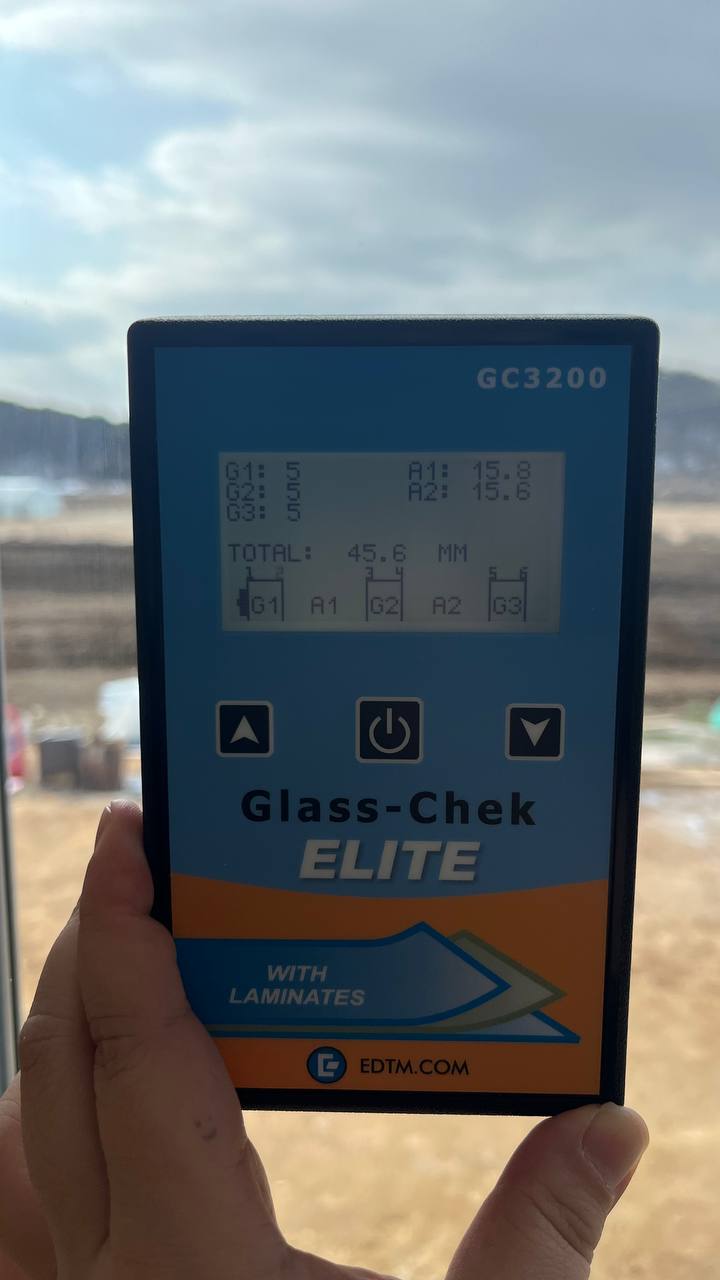 GC3200
G1: 5 A1: 15.8
G2: 5 A2: 15.6
G3: 5
TOTAL: 45.6 MM
1 2 3 4 5 6
G1 A1 G2 A2 G3
Glass-Chek
ELITE
WITH
LAMINATES
EDTM.COM